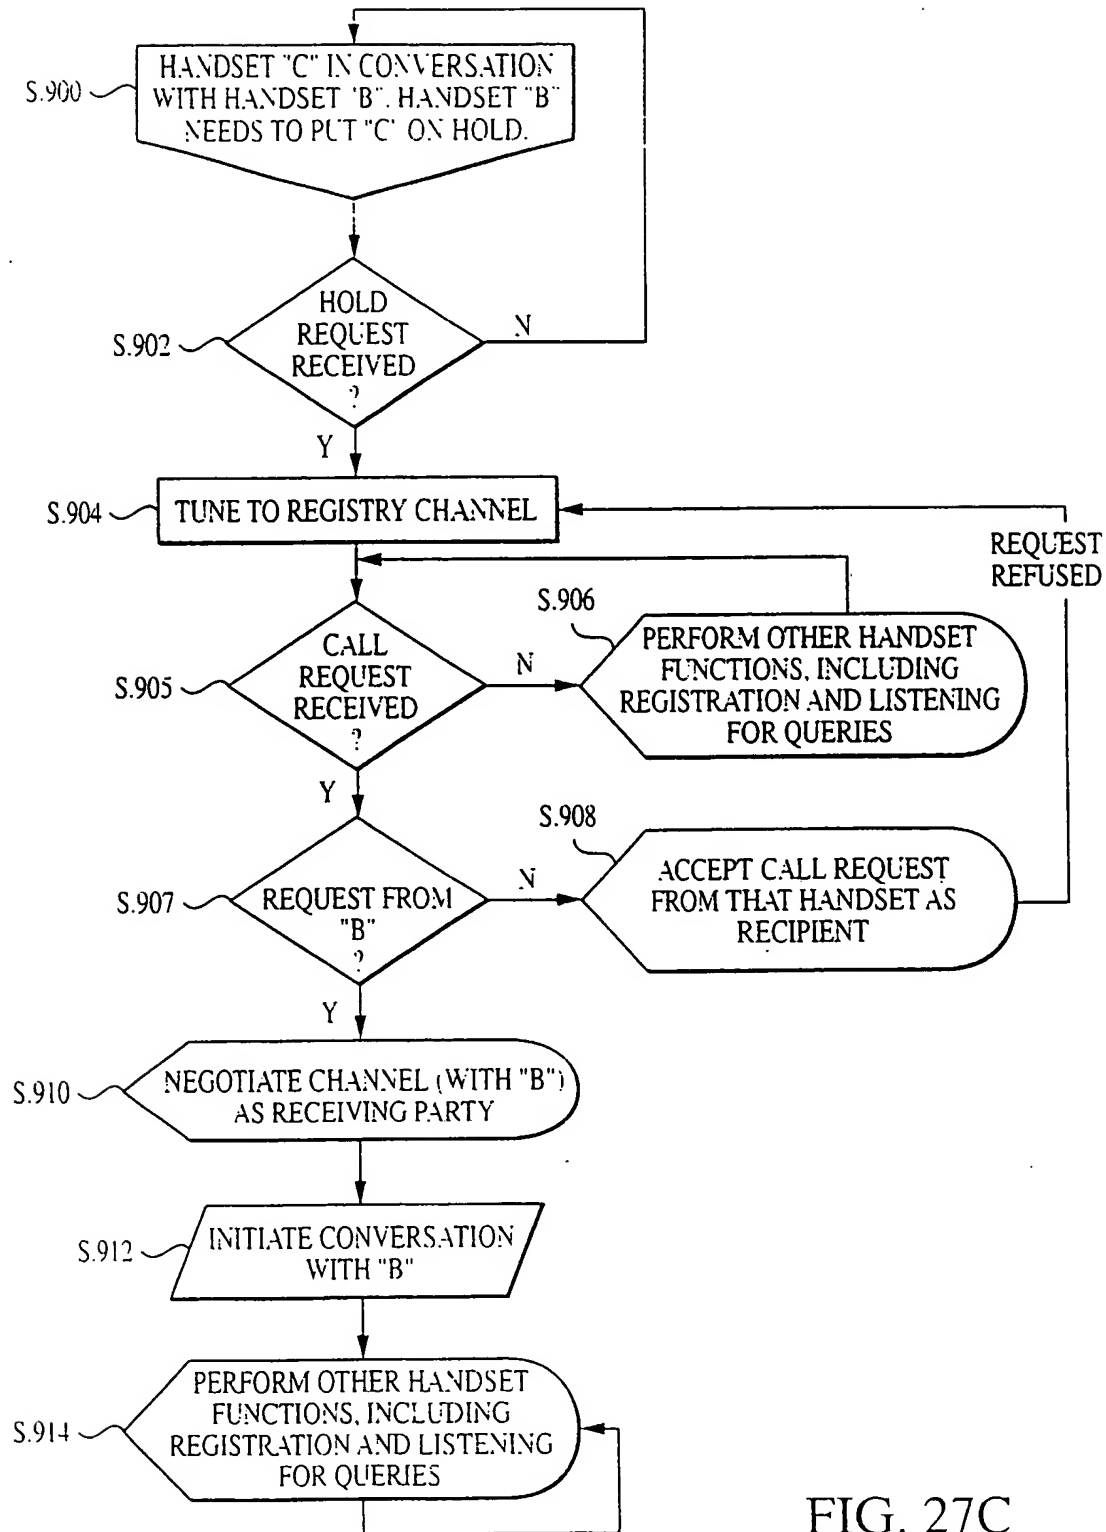 S.900
HANDSET "C" IN CONVERSATION
WITH HANDSET 'B". HANDSET "B"
NEEDS TO PUT "C' ON HOLD.
S.902
HOLD
REQUEST
RECEIVED
?
N
Y
S.904
TUNE TO REGISTRY CHANNEL
REQUEST
REFUSED
S.905
CALL
REQUEST
RECEIVED
?
N
S.906
PERFORM OTHER HANDSET
FUNCTIONS, INCLUDING
REGISTRATION AND LISTENING
FOR QUERIES
Y
S.907
REQUEST FROM
"B"
?
N
S.908
ACCEPT CALL REQUEST
FROM THAT HANDSET AS
RECIPIENT
Y
S.910
NEGOTIATE CHANNEL (WITH "B")
AS RECEIVING PARTY
S.912
INITIATE CONVERSATION
WITH "B"
S.914
PERFORM OTHER HANDSET
FUNCTIONS, INCLUDING
REGISTRATION AND LISTENING
FOR QUERIES
FIG. 27C